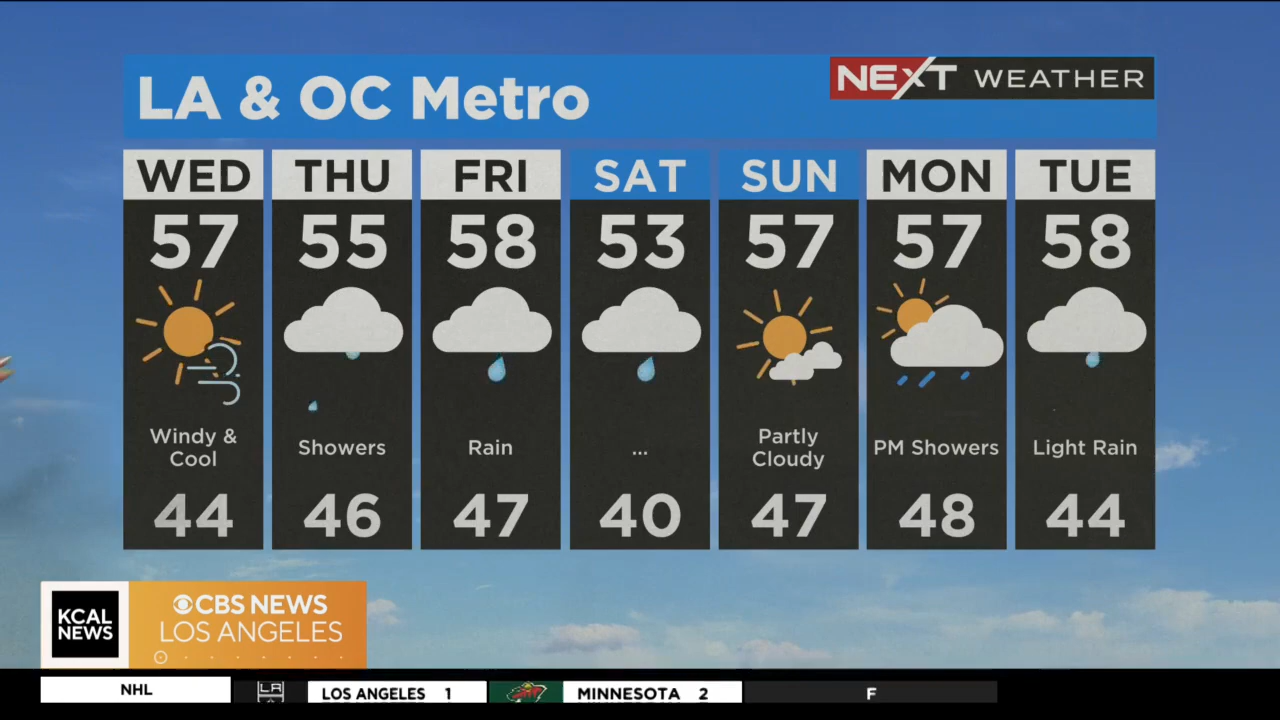 LA & OC Metro
NEXT WEATHER
WED THU FRI SAT SUN MON TUE
57 55 58 53 57 57 58
Windy &
Cool
Showers
Rain
...
Partly
Cloudy
PM Showers
Light Rain
44 46 47 40 47 48 44
KCAL
NEWS
CBS NEWS
LOS ANGELES
NHL LA LOS ANGELES 1 MINNESOTA 2 F